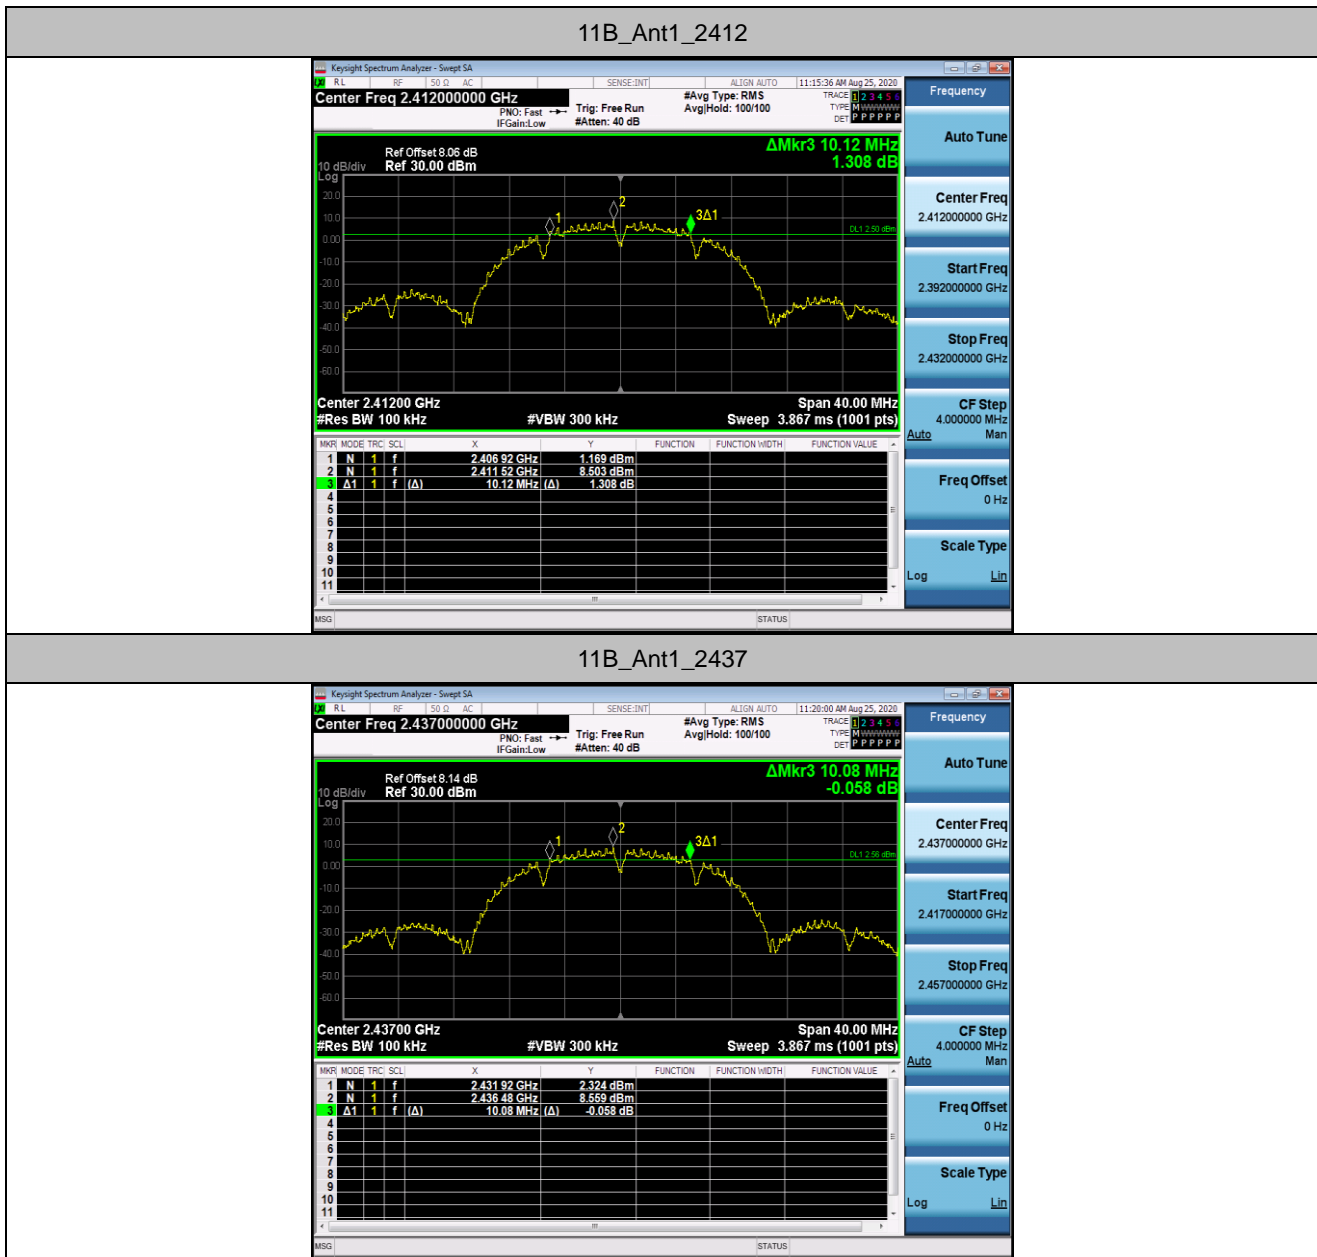 11B_Ant1_2412
Keysight Spectrum Analyzer - Swept SA
RL RF 50 Ω AC SENSE:INT ALIGN AUTO 11:15:36 AM Aug 25, 2020
Center Freq 2.412000000 GHz
PNO: Fast
IFGain:Low
Trig: Free Run
#Atten: 40 dB
#Avg Type: RMS
Avg|Hold: 100/100
TRACE 1 2 3 4 5 6
TYPE M W W W W W
DET P P P P P P
Frequency
Auto Tune
Center Freq
2.412000000 GHz
Start Freq
2.392000000 GHz
Stop Freq
2.432000000 GHz
CF Step
4.000000 MHz
Auto Man
Freq Offset
0 Hz
Scale Type
Log Lin
ΔMkr3 10.12 MHz
1.308 dB
Ref Offset 8.06 dB
10 dB/div Ref 30.00 dBm
Log
20.0
10.0
0.00
-10.0
-20.0
-30.0
-40.0
-50.0
-60.0
1
2
3Δ1
DL1 2.50 dBm
Center 2.41200 GHz Span 40.00 MHz
#Res BW 100 kHz #VBW 300 kHz Sweep 3.867 ms (1001 pts)
MKR MODE TRC SCL X Y FUNCTION FUNCTION WIDTH FUNCTION VALUE
1 N 1 f 2.406 92 GHz 1.169 dBm
2 N 1 f 2.411 52 GHz 8.503 dBm
3 Δ1 1 f (Δ) 10.12 MHz (Δ) 1.308 dB
4
5
6
7
8
9
10
11
MSG STATUS
11B_Ant1_2437
Keysight Spectrum Analyzer - Swept SA
RL RF 50 Ω AC SENSE:INT ALIGN AUTO 11:20:00 AM Aug 25, 2020
Center Freq 2.437000000 GHz
PNO: Fast
IFGain:Low
Trig: Free Run
#Atten: 40 dB
#Avg Type: RMS
Avg|Hold: 100/100
TRACE 1 2 3 4 5 6
TYPE M W W W W W
DET P P P P P P
Frequency
Auto Tune
Center Freq
2.437000000 GHz
Start Freq
2.417000000 GHz
Stop Freq
2.457000000 GHz
CF Step
4.000000 MHz
Auto Man
Freq Offset
0 Hz
Scale Type
Log Lin
ΔMkr3 10.08 MHz
-0.058 dB
Ref Offset 8.14 dB
10 dB/div Ref 30.00 dBm
Log
20.0
10.0
0.00
-10.0
-20.0
-30.0
-40.0
-50.0
-60.0
1
2
3Δ1
DL1 2.56 dBm
Center 2.43700 GHz Span 40.00 MHz
#Res BW 100 kHz #VBW 300 kHz Sweep 3.867 ms (1001 pts)
MKR MODE TRC SCL X Y FUNCTION FUNCTION WIDTH FUNCTION VALUE
1 N 1 f 2.431 92 GHz 2.324 dBm
2 N 1 f 2.436 48 GHz 8.559 dBm
3 Δ1 1 f (Δ) 10.08 MHz (Δ) -0.058 dB
4
5
6
7
8
9
10
11
MSG STATUS